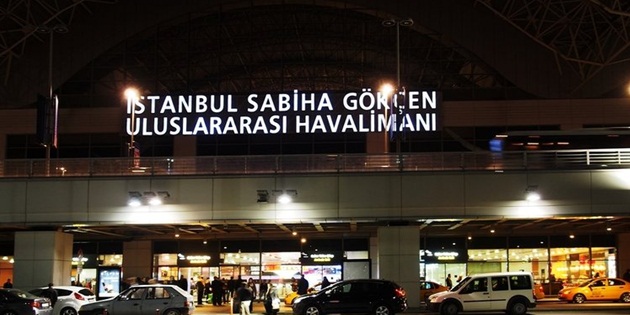 İSTANBUL SABİHA GÖKÇEN
ULUSLARARASI HAVALİMANI